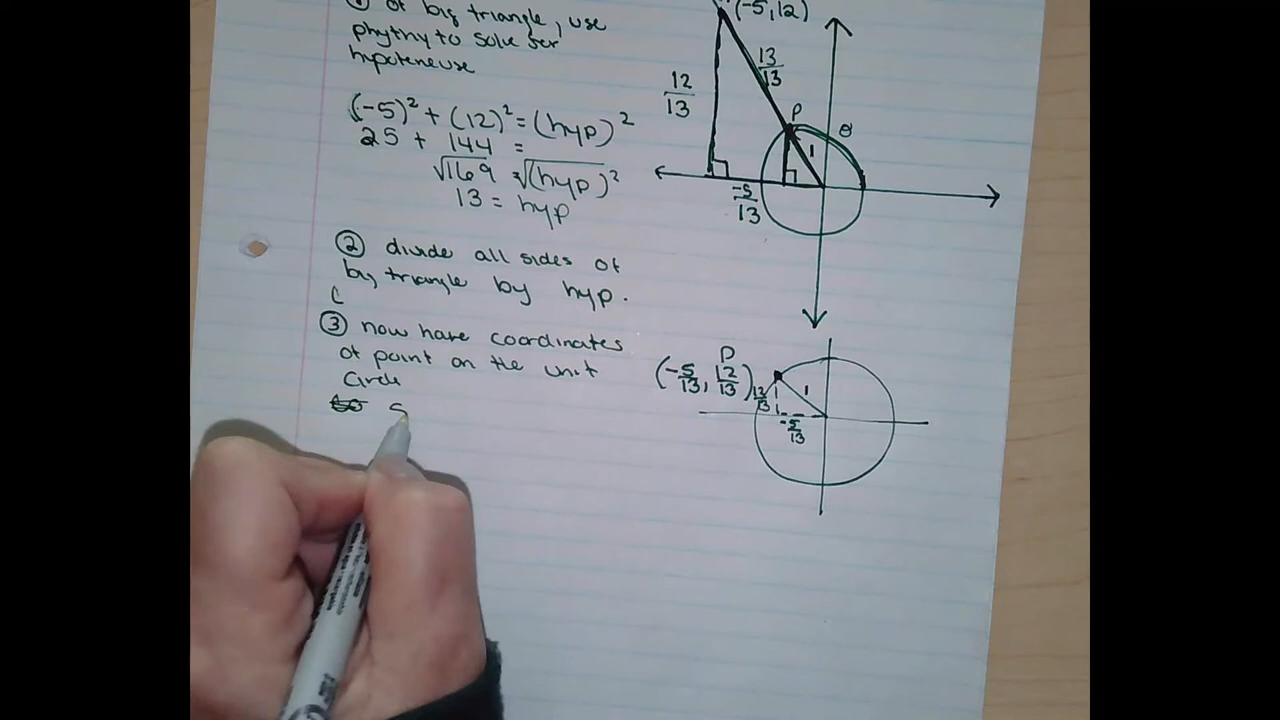 ① of big triangle, use
phythy to solve for
hypoteneuse
(-5)² + (12)² = (hyp)²
25 + 144 =
√169 √(hyp)²
13 = hyp
② divide all sides of
big triangle by hyp.
(
③ now have coordinates
of point on the unit
circle
S
(-5,12)
13/13
12/13
P
θ
1
-5/13
P
(-5/13, 12/13)
12/13
1
-5/13